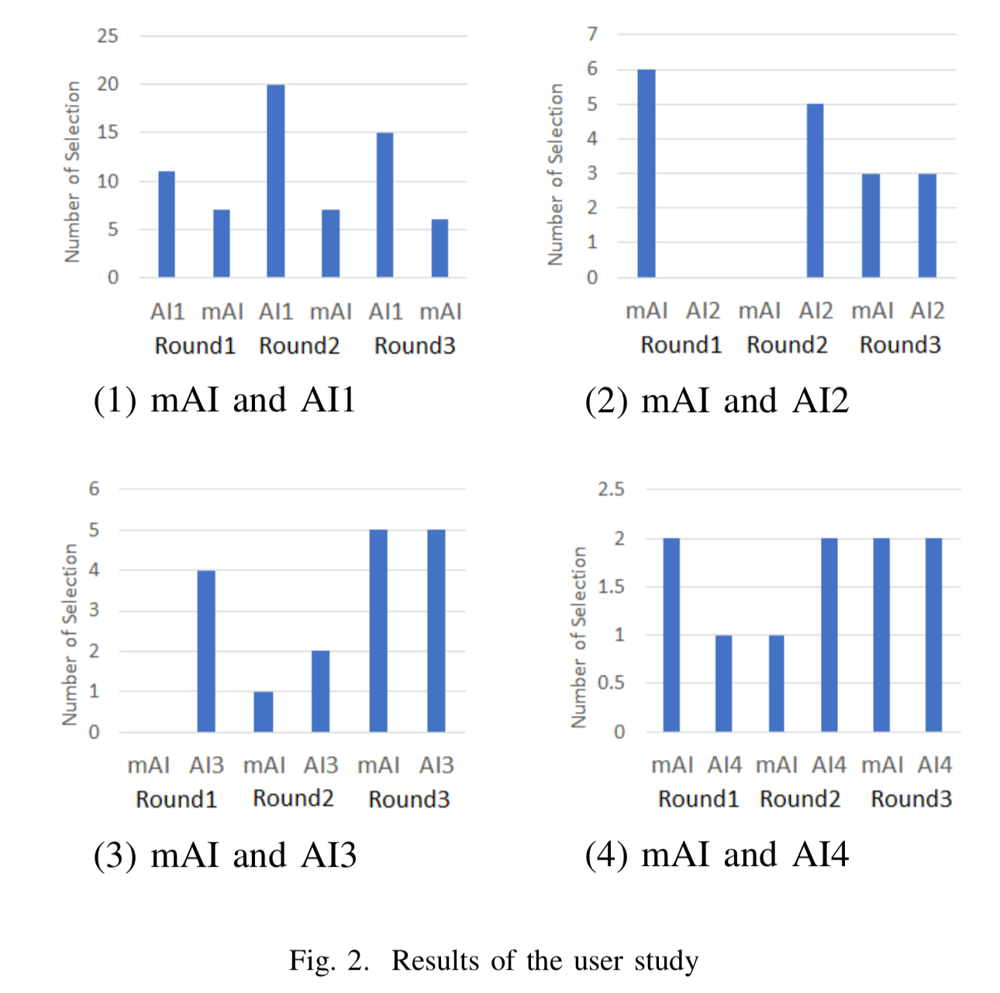 25
20
15
10
5
0
Number of Selection
AI1 mAI AI1 mAI AI1 mAI
Round1 Round2 Round3
(1) mAI and AI1
7
6
5
4
3
2
1
0
Number of Selection
mAI AI2 mAI AI2 mAI AI2
Round1 Round2 Round3
(2) mAI and AI2
6
5
4
3
2
1
0
Number of Selection
mAI AI3 mAI AI3 mAI AI3
Round1 Round2 Round3
(3) mAI and AI3
2.5
2
1.5
1
0.5
0
Number of Selection
mAI AI4 mAI AI4 mAI AI4
Round1 Round2 Round3
(4) mAI and AI4
Fig. 2. Results of the user study